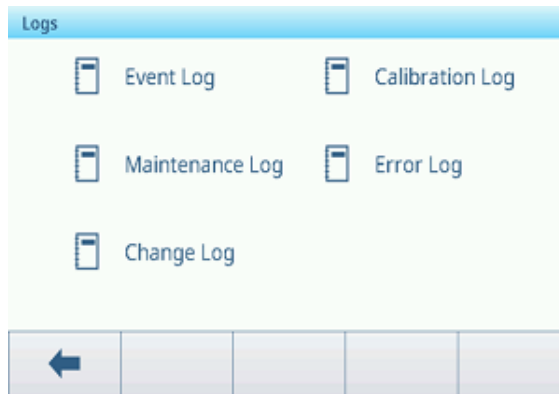 Logs
Event Log
Calibration Log
Maintenance Log
Error Log
Change Log